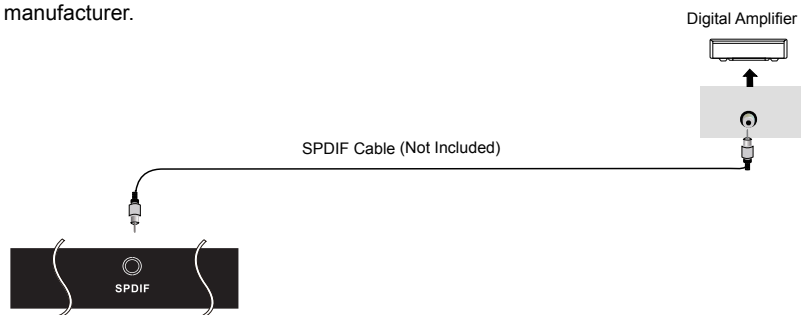 manufacturer.
Digital Amplifier
SPDIF Cable (Not Included)
SPDIF